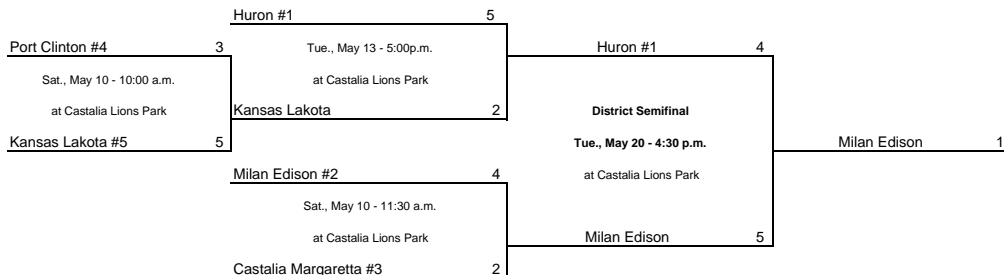 Huron #1 5
Port Clinton #4 3
Tue., May 13 - 5:00p.m.
Huron #1 4
Sat., May 10 - 10:00 a.m.
at Castalia Lions Park
at Castalia Lions Park
Kansas Lakota 2
District Semifinal
Kansas Lakota #5 5
Tue., May 20 - 4:30 p.m.
Milan Edison 1
Milan Edison #2 4
at Castalia Lions Park
Sat., May 10 - 11:30 a.m.
at Castalia Lions Park
Milan Edison 5
Castalia Margaretta #3 2